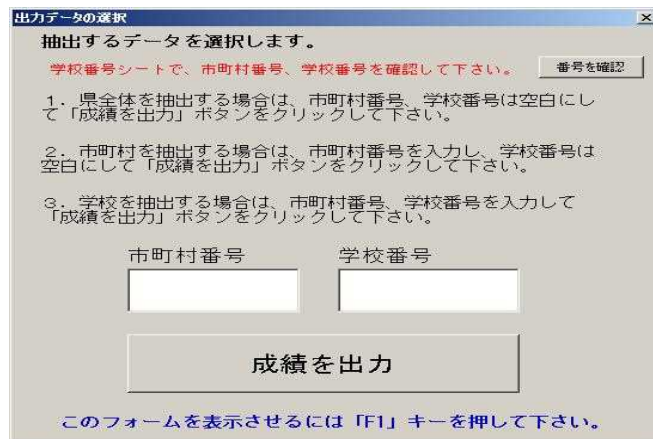 出力データの選択
抽出するデータを選択します。
学校番号シートで、市町村番号、学校番号を確認して下さい。 番号を確認
１．県全体を抽出する場合は、市町村番号、学校番号は空白にし
て「成績を出力」ボタンをクリックして下さい。
２．市町村を抽出する場合は、市町村番号を入力し、学校番号は
空白にして「成績を出力」ボタンをクリックして下さい。
３．学校を抽出する場合は、市町村番号、学校番号を入力して
「成績を出力」ボタンをクリックして下さい。
市町村番号 学校番号
成績を出力
このフォームを表示させるには「F1」キーを押して下さい。